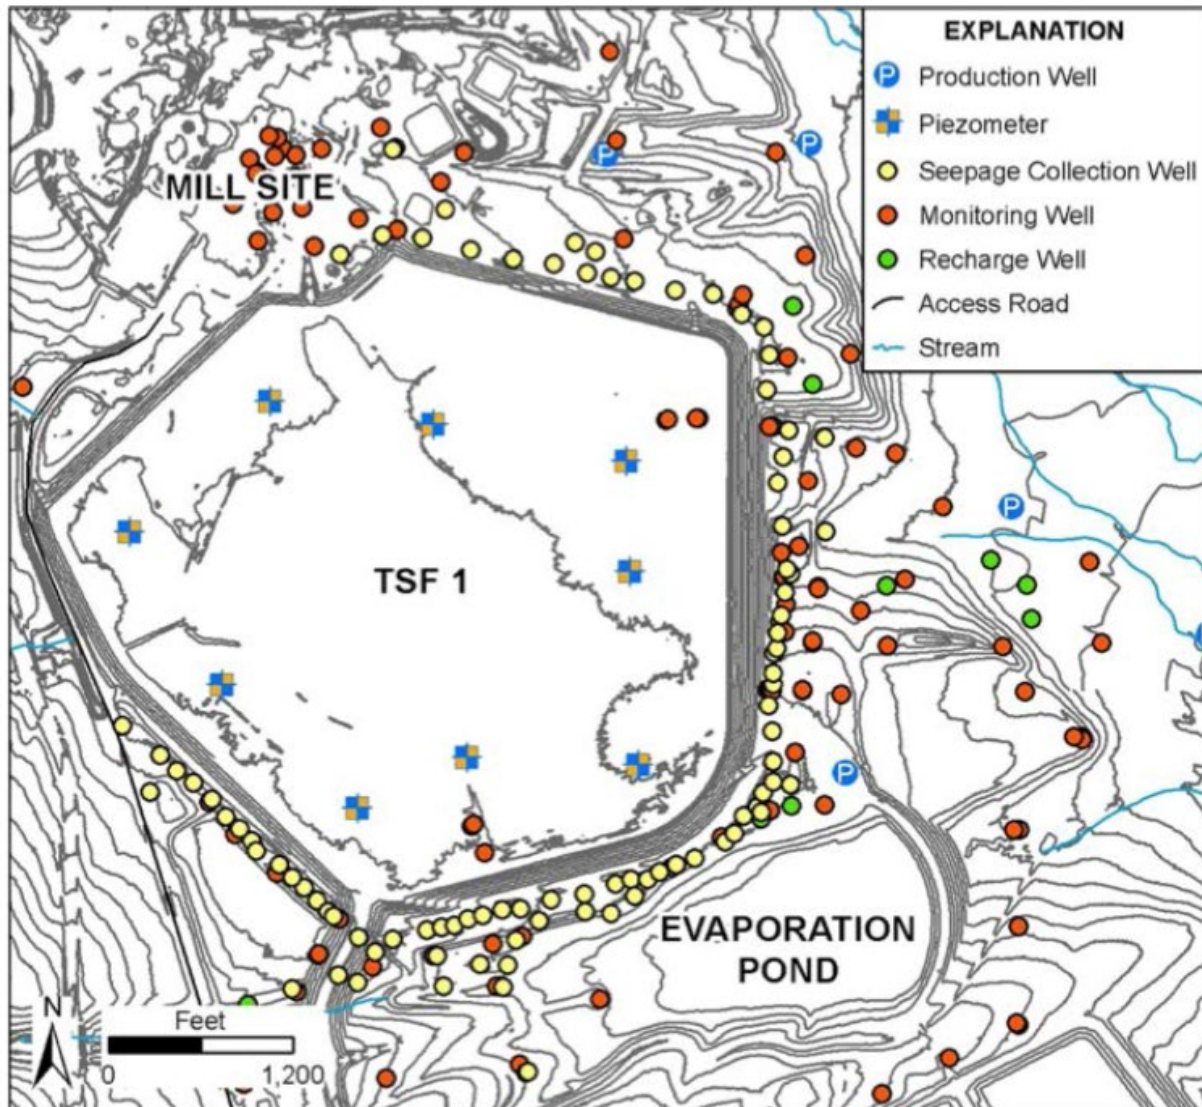 EXPLANATION
P Production Well
Piezometer
Seepage Collection Well
Monitoring Well
Recharge Well
Access Road
Stream
P
P
MILL SITE
P
TSF 1
P
EVAPORATION
POND
N
Feet
0 1,200